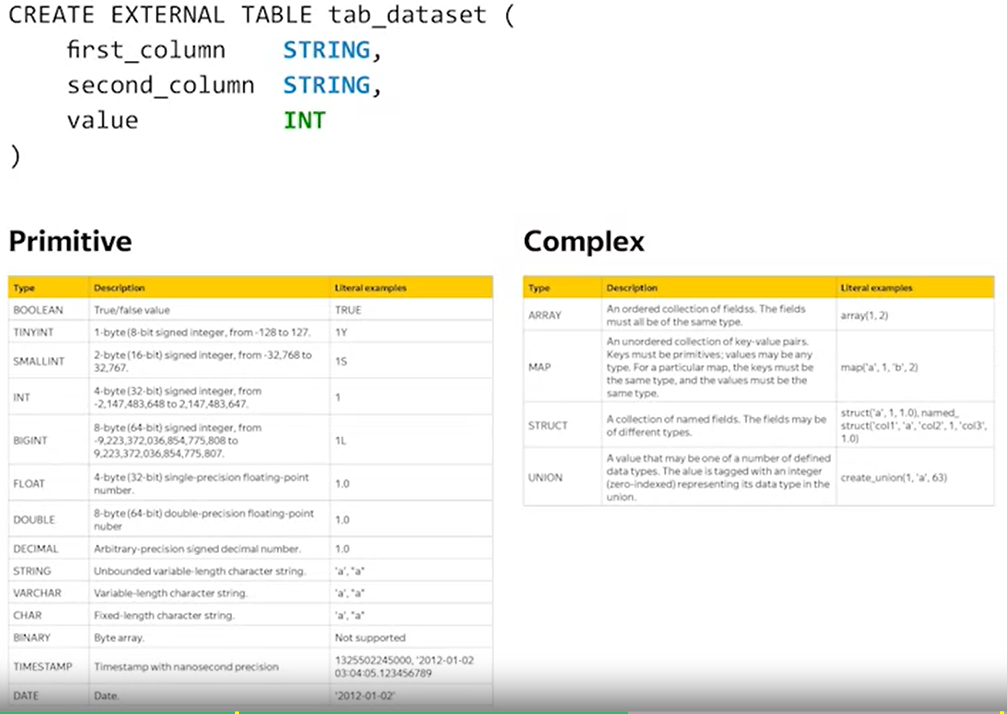 CREATE EXTERNAL TABLE tab_dataset (
first_column STRING,
second_column STRING,
value INT
)
Primitive
Type Description Literal examples
BOOLEAN True/false value TRUE
TINYINT 1-byte (8-bit signed integer, from -128 to 127. 1Y
SMALLINT 2-byte (16-bit) signed integer, from -32,768 to
32,767. 1S
INT 4-byte (32-bit) signed integer, from
-2,147,483,648 to 2,147,483,647. 1
BIGINT 8-byte (64-bit) signed integer, from
-9,223,372,036,854,775,808 to
9,223,372,036,854,775,807. 1L
FLOAT 4-byte (32-bit) single-precision floating-point
number. 1.0
DOUBLE 8-byte (64-bit) double-precision floating-point
nuber 1.0
DECIMAL Arbitrary-precision signed decimal number. 1.0
STRING Unbounded variable-length character string. 'a', "a"
VARCHAR Variable-length character string. 'a', "a"
CHAR Fixed-length character string. 'a', "a"
BINARY Byte array. Not supported
TIMESTAMP Timestamp with nanosecond precision 1325502245000, '2012-01-02
03:04:05.123456789
DATE Date. '2012-01-02'
Complex
Type Description Literal examples
ARRAY An ordered collection of fieldss. The fields
must all be of the same type. array(1, 2)
MAP An unordered collection of key-value pairs.
Keys must be primitives; values may be any
type. For a particular map, the keys must be
the same type, and the values must be the
same type. map('a', 1, 'b', 2)
STRUCT A collection of named fields. The fields may be
of different types. struct('a', 1, 1.0), named_
struct('col1', 'a', 'col2', 1, 'col3',
1.0)
UNION A value that may be one of a number of defined
data types. The alue is tagged with an integer
(zero-indexed) representing its data type in the
union. create_union(1, 'a', 63)